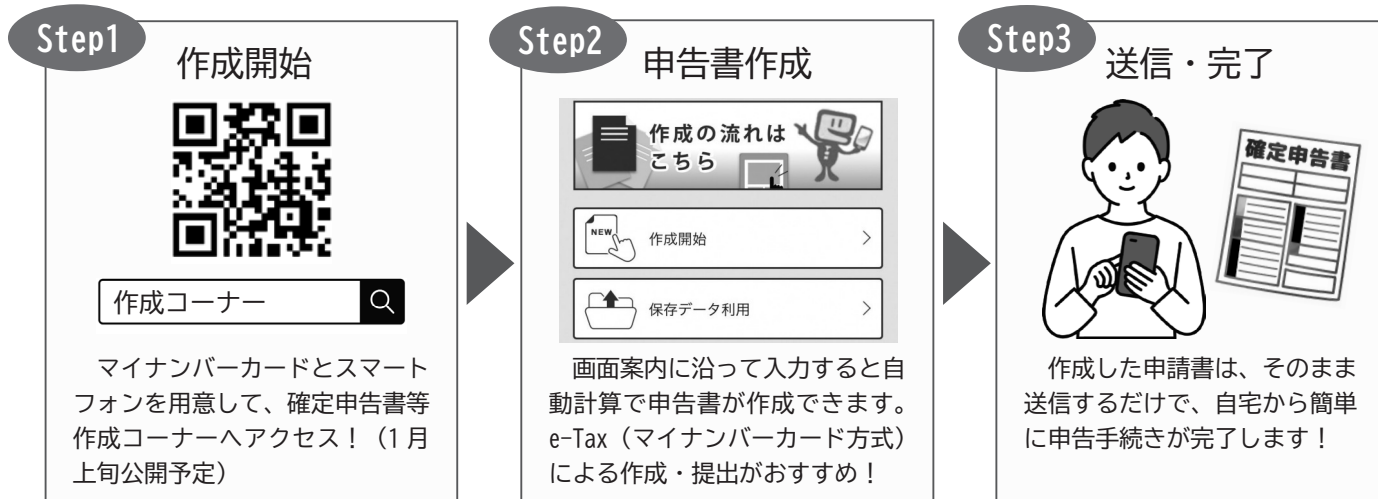 Step1
作成開始
作成コーナー
　マイナンバーカードとスマート
フォンを用意して、確定申告書等
作成コーナーへアクセス！（1月
上旬公開予定）
Step2
申告書作成
作成の流れは
こちら
NEW
作成開始
保存データ利用
　画面案内に沿って入力すると自
動計算で申告書が作成できます。
e-Tax（マイナンバーカード方式）
による作成・提出がおすすめ！
Step3
送信・完了
確定申告書
　作成した申請書は、そのまま
送信するだけで、自宅から簡単
に申告手続きが完了します！